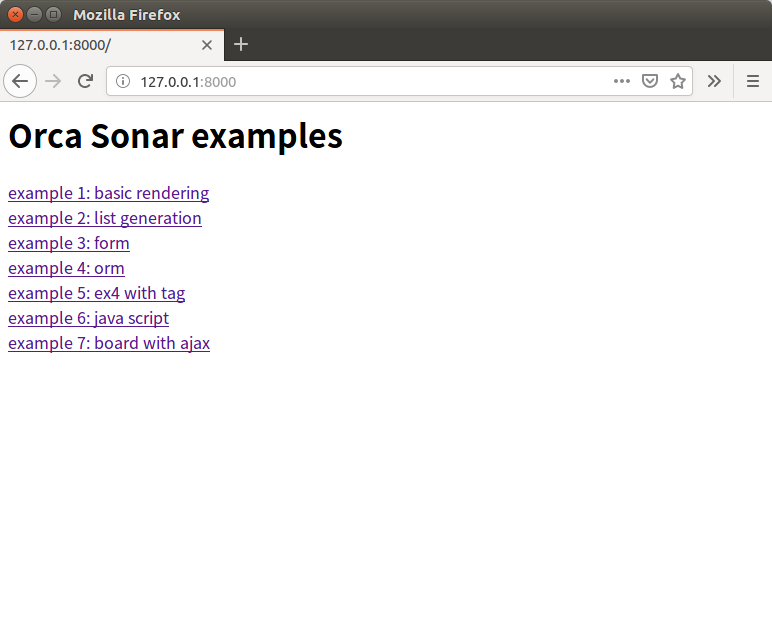 Mozilla Firefox
127.0.0.1:8000/
127.0.0.1:8000
Orca Sonar examples
example 1: basic rendering
example 2: list generation
example 3: form
example 4: orm
example 5: ex4 with tag
example 6: java script
example 7: board with ajax